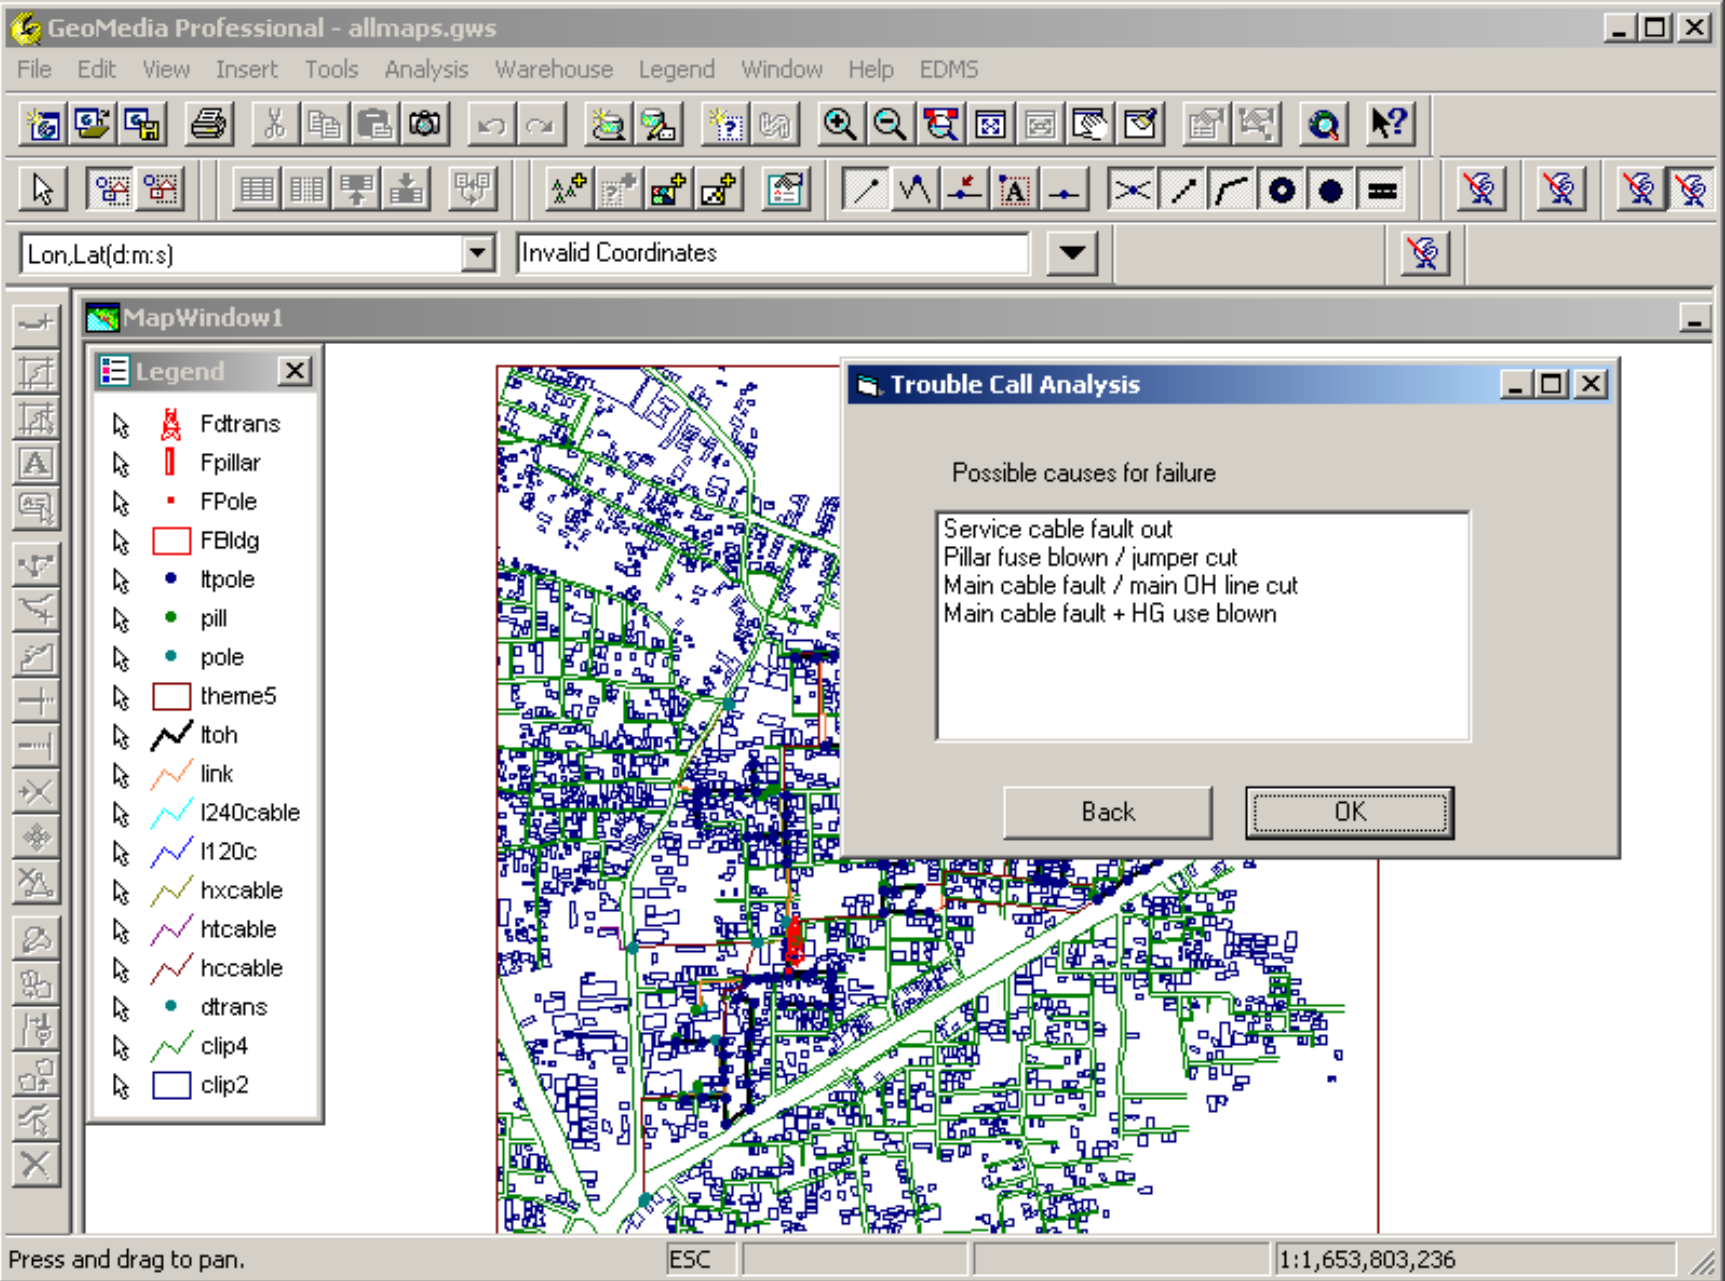 GeoMedia Professional - allmaps.gws
File Edit View Insert Tools Analysis Warehouse Legend Window Help EDMS
Lon,Lat(d:m:s)
Invalid Coordinates
MapWindow1
Legend
Fdtrans
Fpillar
FPole
FBldg
ltpole
pill
pole
theme5
ltoh
link
l240cable
l120c
hxcable
htcable
hccable
dtrans
clip4
clip2
Trouble Call Analysis
Possible causes for failure
Service cable fault out
Pillar fuse blown / jumper cut
Main cable fault / main OH line cut
Main cable fault + HG use blown
Back
OK
Press and drag to pan.
ESC
1:1,653,803,236